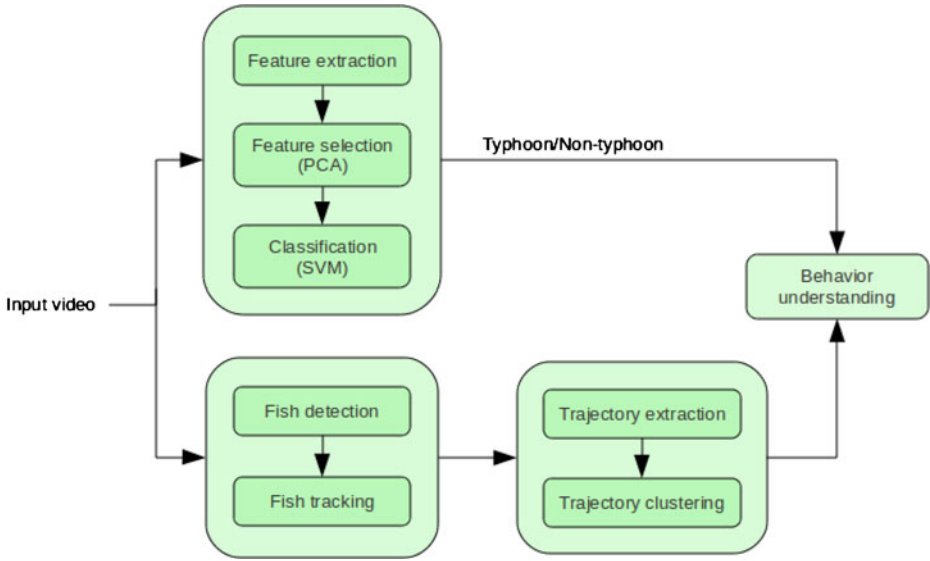 Feature extraction
Feature selection
(PCA)
Classification
(SVM)
Typhoon/Non-typhoon
Behavior
understanding
Input video
Fish detection
Fish tracking
Trajectory extraction
Trajectory clustering